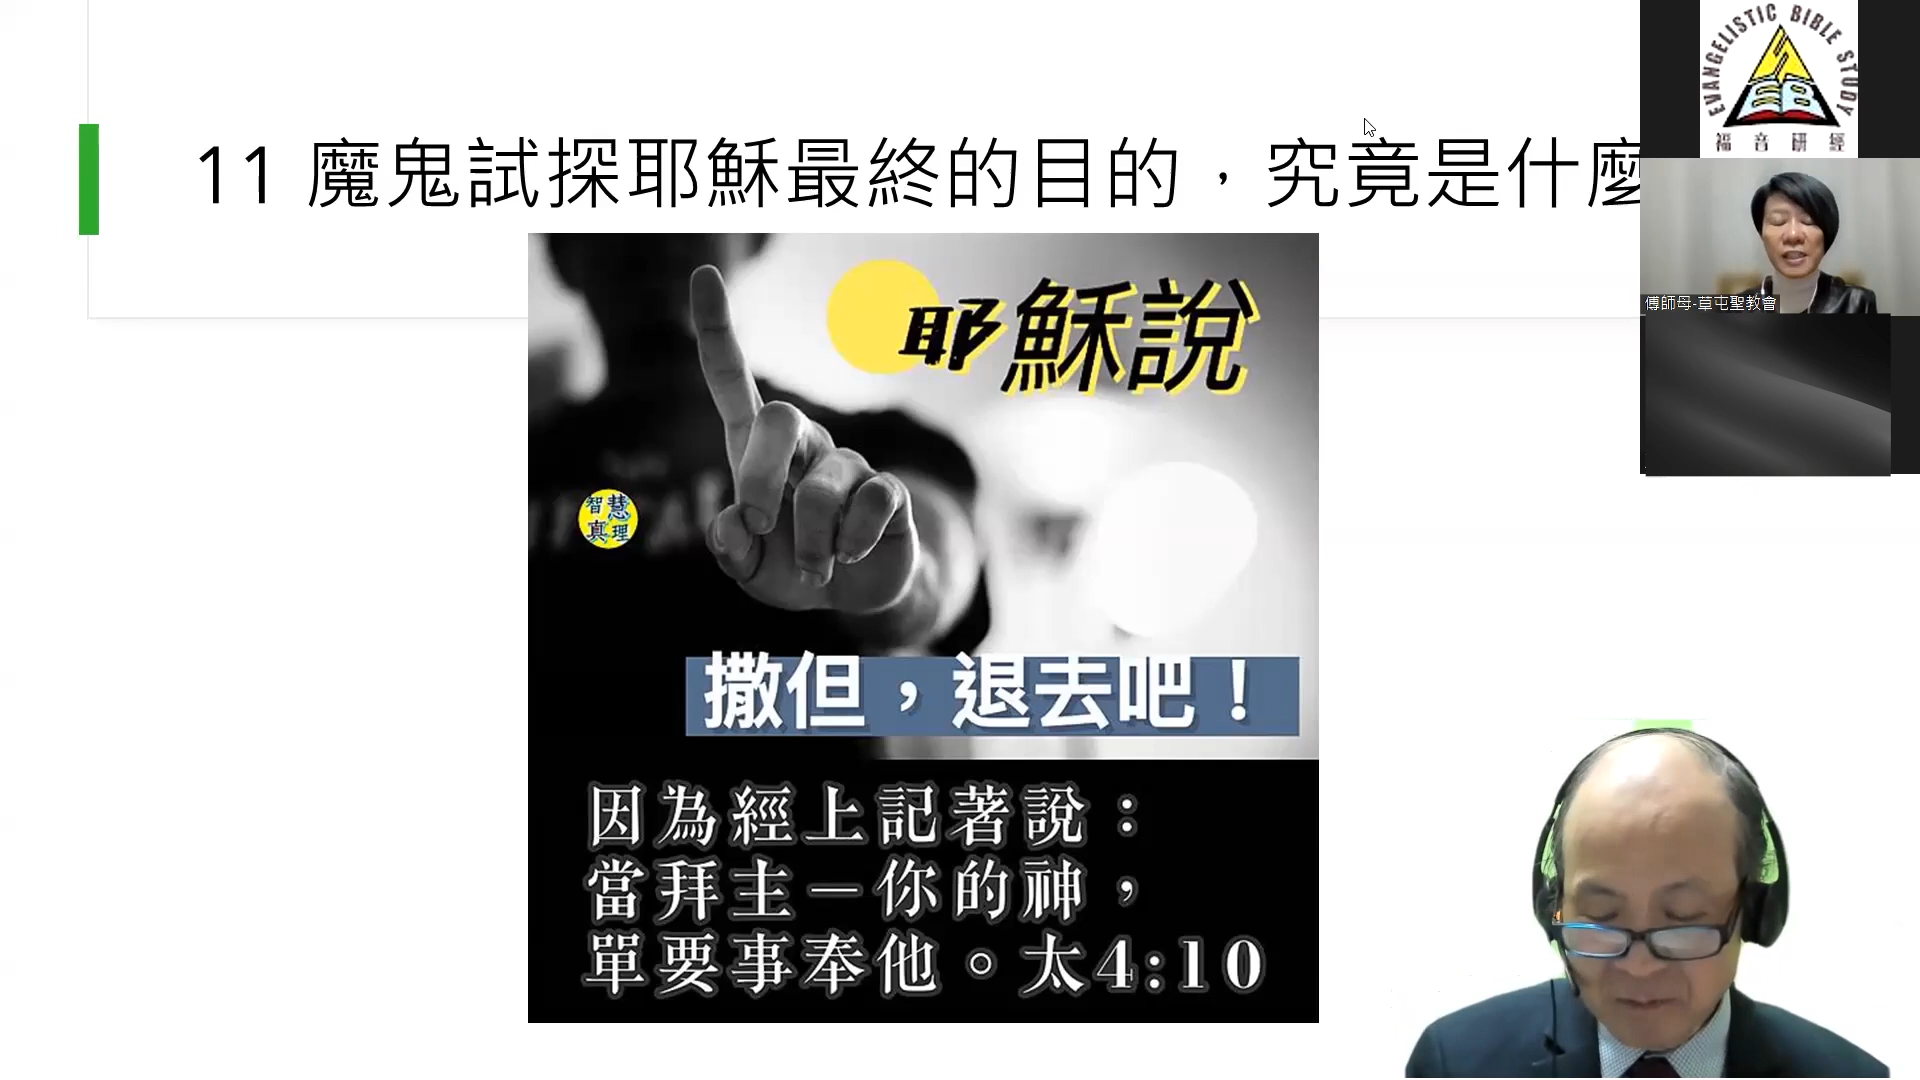 11 魔鬼試探耶穌最終的目的，究竟是什麼
EVANGELISTIC BIBLE STUDY
EB
福音研經
傅師母-草屯聖教會
耶穌說
智慧
真理
撒但，退去吧！
因為經上記著說：
當拜主－你的神，
單要事奉他。太4:10